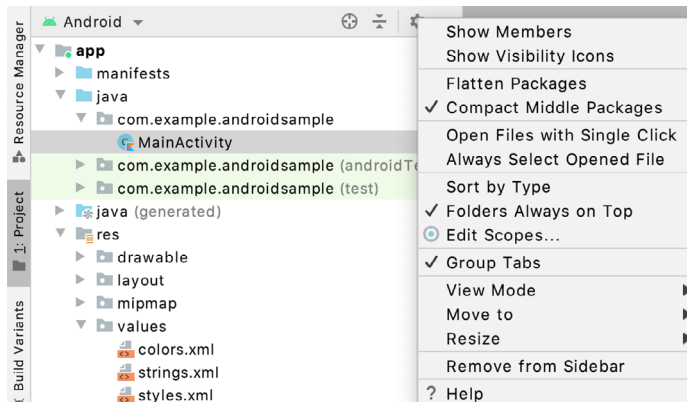 Resource Manager
1: Project
Build Variants
Android
app
manifests
java
com.example.androidsample
MainActivity
com.example.androidsample
com.example.androidsample (test)
java (generated)
res
drawable
layout
mipmap
values
colors.xml
strings.xml
styles.xml
Show Members
Show Visibility Icons
Flatten Packages
Compact Middle Packages
Open Files with Single Click
Always Select Opened File
Sort by Type
Folders Always on Top
Edit Scopes...
Group Tabs
View Mode
Move to
Resize
Remove from Sidebar
? Help